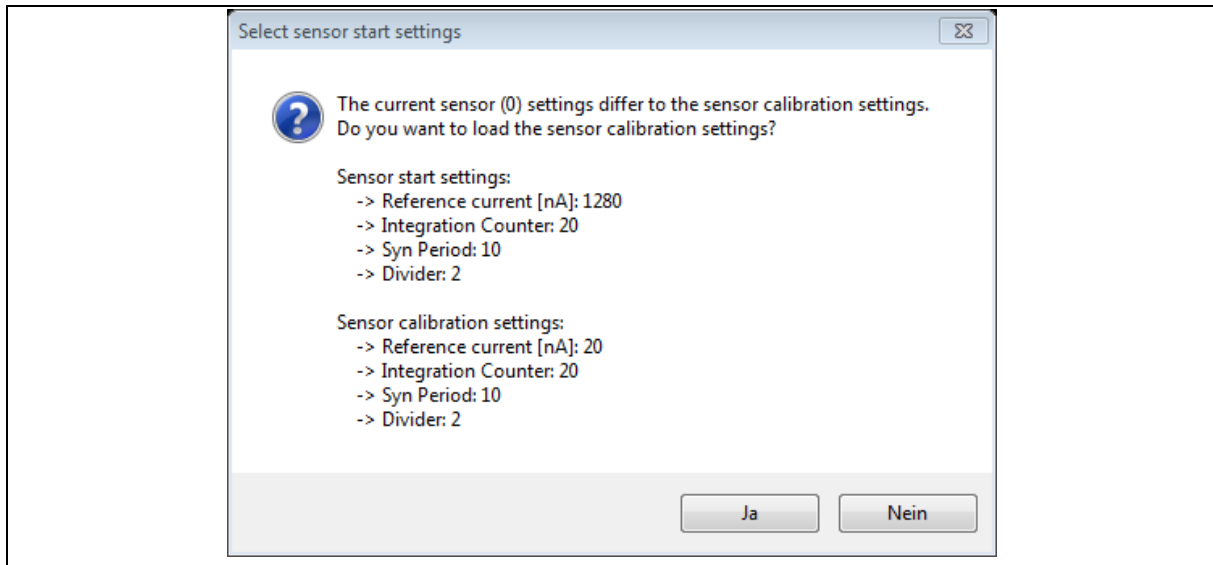 Select sensor start settings
The current sensor (0) settings differ to the sensor calibration settings.
Do you want to load the sensor calibration settings?
Sensor start settings:
-> Reference current [nA]: 1280
-> Integration Counter: 20
-> Syn Period: 10
-> Divider: 2
Sensor calibration settings:
-> Reference current [nA]: 20
-> Integration Counter: 20
-> Syn Period: 10
-> Divider: 2
Ja
Nein